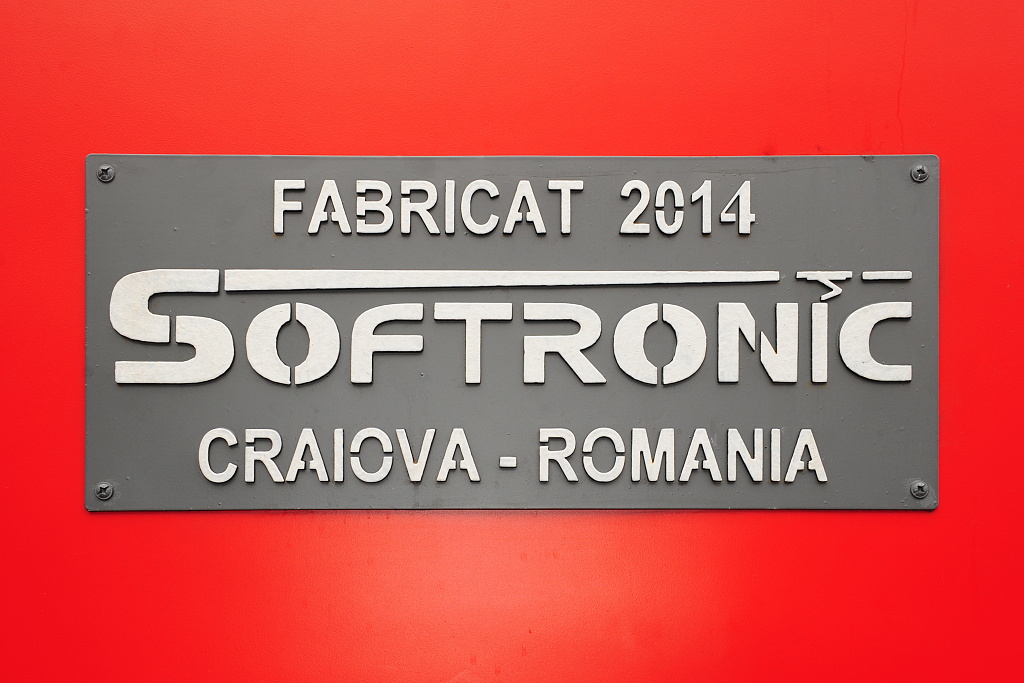 FABRICAT 2014
SOFTRONIC
CRAIOVA - ROMANIA